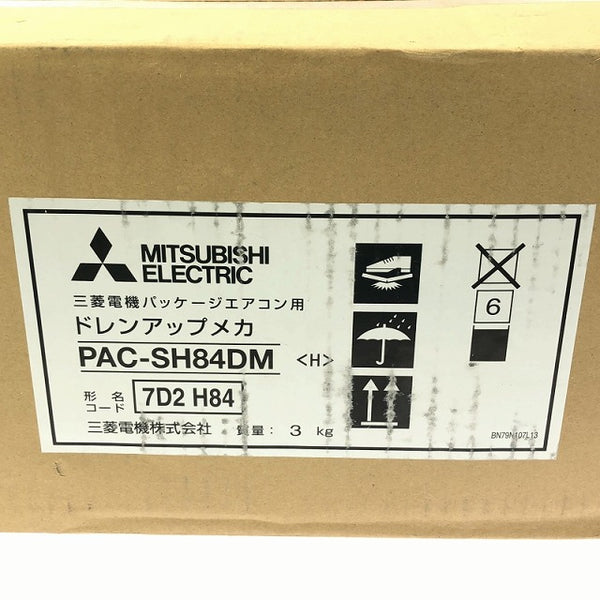 MITSUBISHI
ELECTRIC
三菱電機パッケージエアコン用
ドレンアップメカ
PAC-SH84DM <H>
形名コード 7D2 H84
三菱電機株式会社 質量: 3 kg
6
BN79N107L13